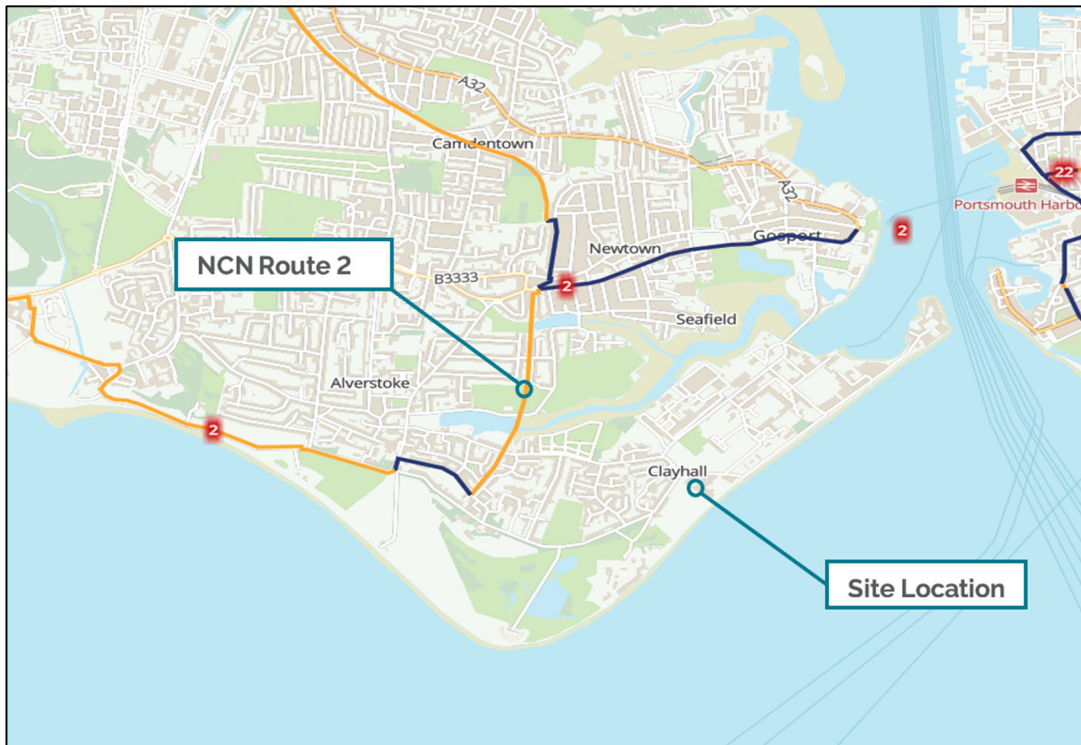 A32
Camdentown
A32
22
Portsmouth Harbo
Gosport
2
Newtown
NCN Route 2
B3333
2
Seafield
Alverstoke
2
Clayhall
Site Location